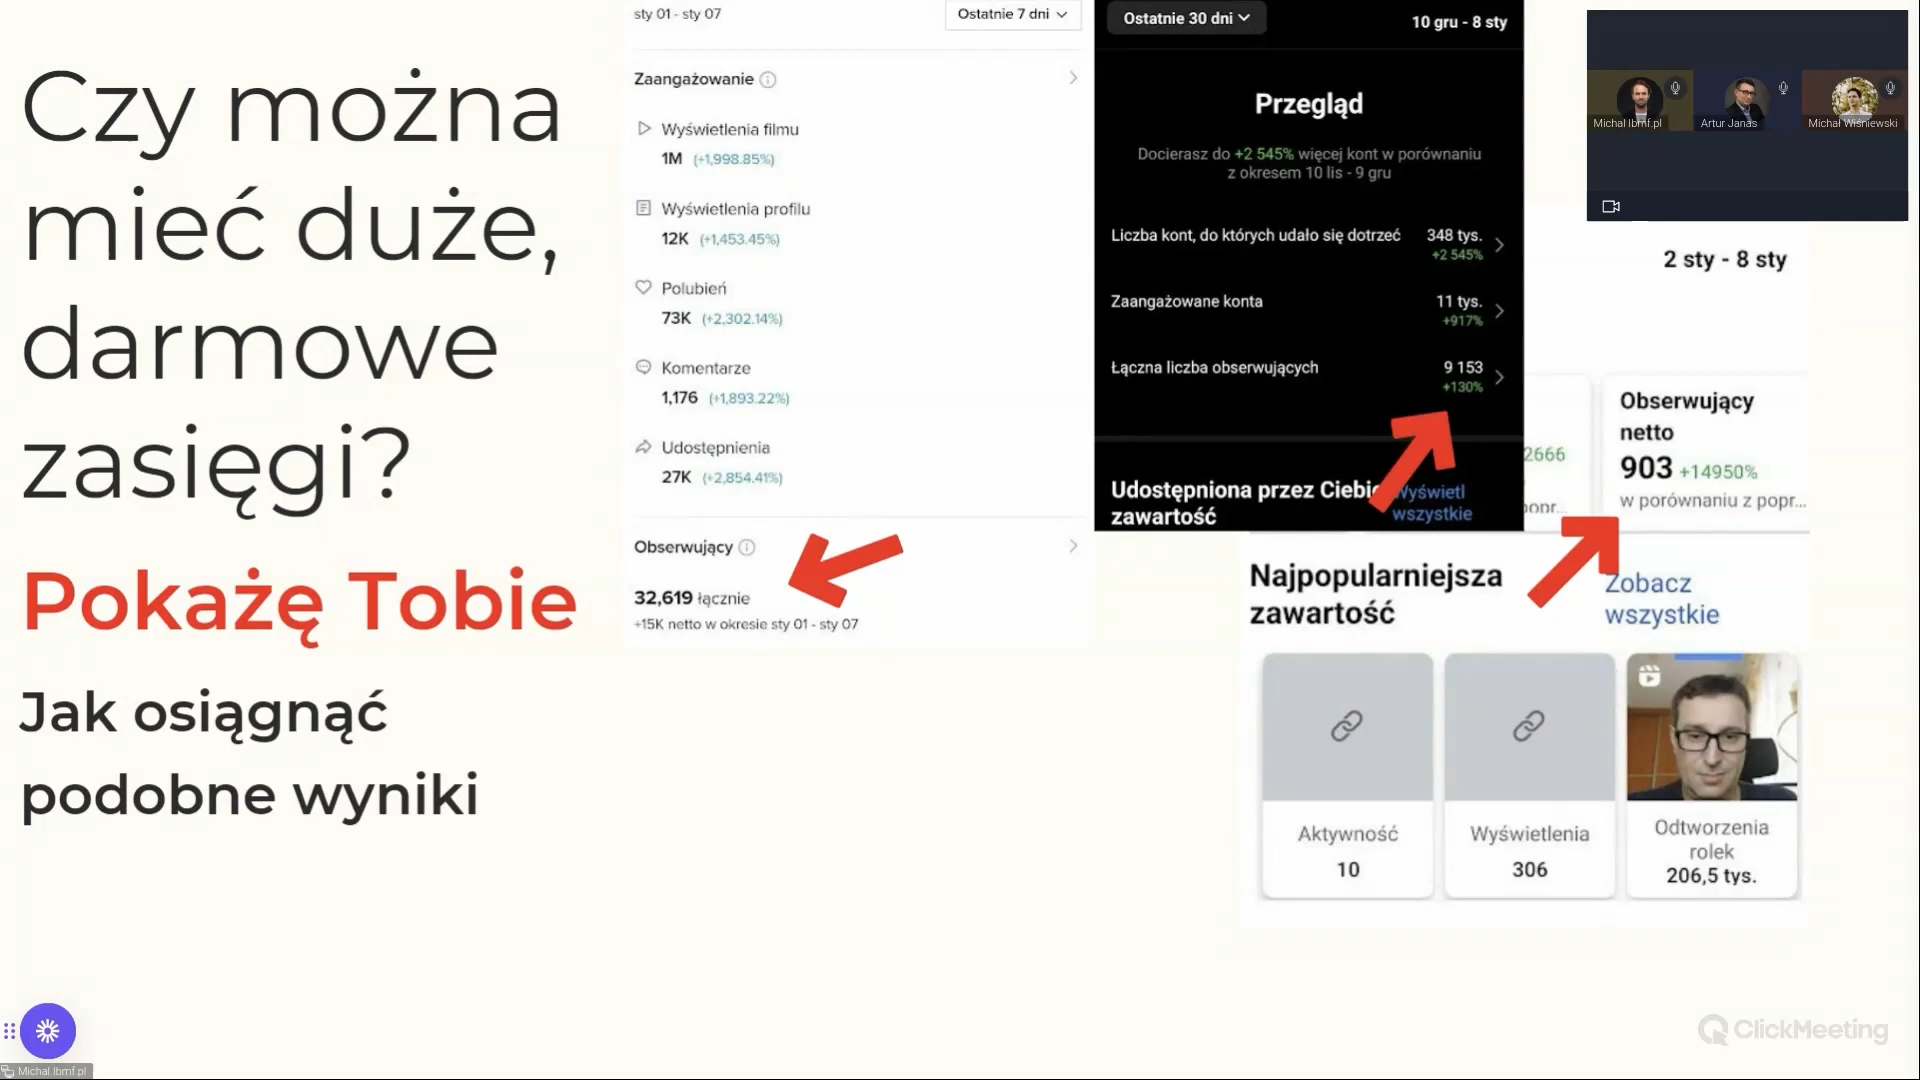 Czy można
mieć duże,
darmowe
zasięgi?
Pokażę Tobie
Jak osiągnąć
podobne wyniki
sty 01 - sty 07
Ostatnie 7 dni
Zaangażowanie
Wyświetlenia filmu
1M (+1,998.85%)
Wyświetlenia profilu
12K (+1,453.45%)
Polubień
73K (+2,302.14%)
Komentarze
1,176 (+1,893.22%)
Udostępnienia
27K (+2,854.41%)
Obserwujący
32,619 łącznie
+15K netto w okresie sty 01 - sty 07
Ostatnie 30 dni
10 gru - 8 sty
Przegląd
Docierasz do +2 545% więcej kont w porównaniu
z okresem 10 lis - 9 gru
Liczba kont, do których udało się dotrzeć 348 tys.
+2 545%
Zaangażowane konta 11 tys.
+917%
Łączna liczba obserwujących 9 153
+130%
Udostępniona przez Ciebie
zawartość
Wyświetl
wszystkie
2 sty - 8 sty
2666
popr...
Obserwujący
netto
903 +14950%
w porównaniu z popr...
Najpopularniejsza
zawartość
Zobacz
wszystkie
Aktywność
10
Wyświetlenia
306
Odtworzenia
rolek
206,5 tys.
Michal lbmf.pl
Artur Janas
Michał Wiśniewski
ClickMeeting
Michal lbmf.pl